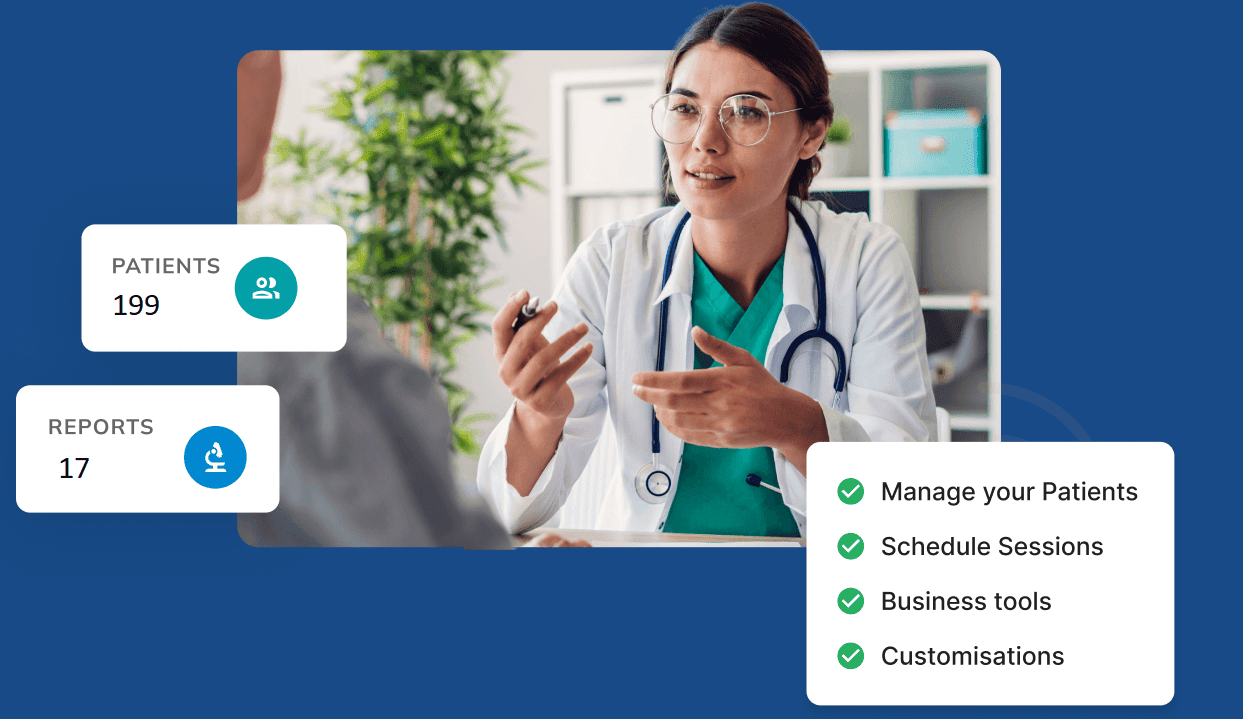 PATIENTS
199
REPORTS
17
Manage your Patients
Schedule Sessions
Business tools
Customisations